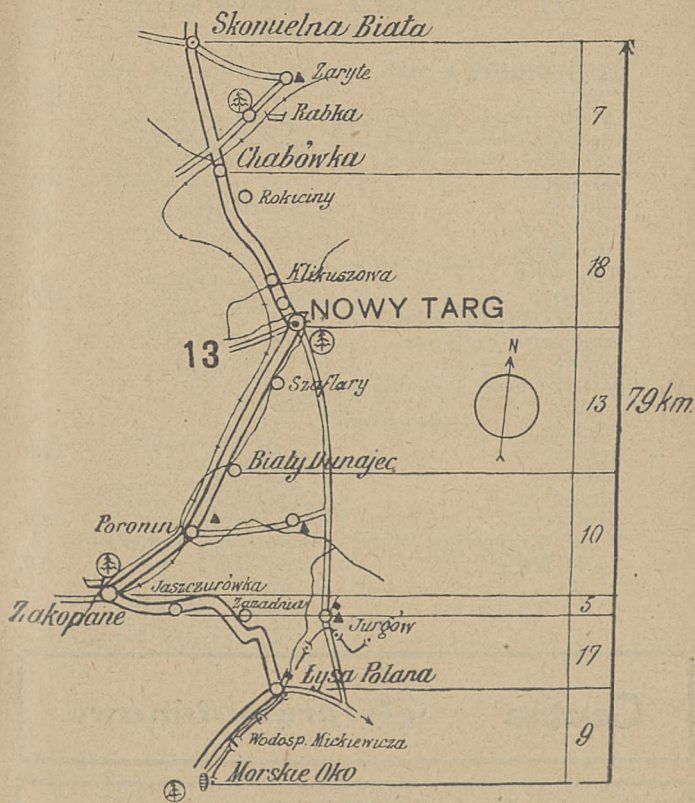 Skomielna Biała
Zaryte
Rabka
7
Chabówka
Rokiciny
18
Klikuszowa
NOWY TARG
13
N
Szaflary
13
79 km.
Biały Dunajec
Poronin
10
Jaszczurówka
Zazadnia
5
Zakopane
Jurgów
17
Łysa Polana
9
Wodosp. Mickiewicza
Morskie Oko